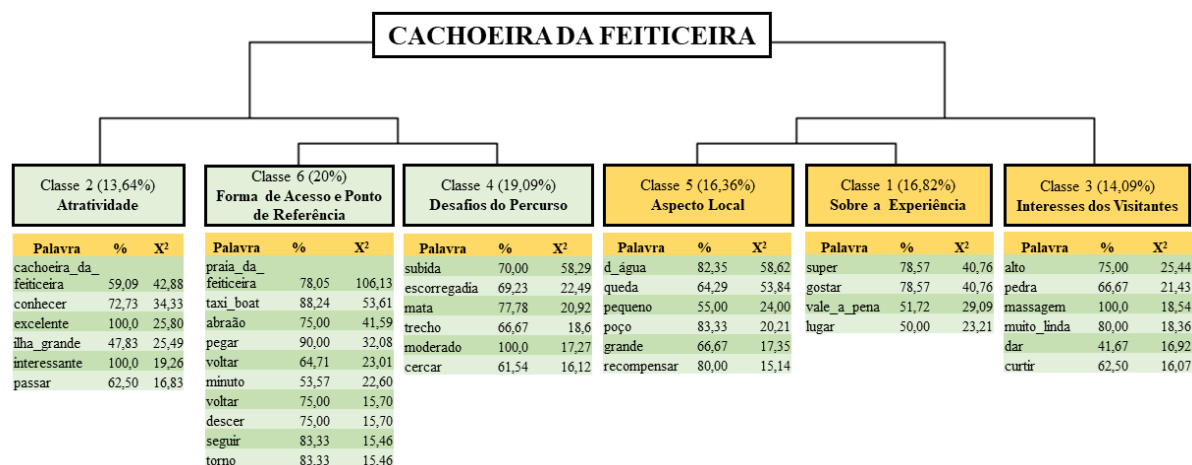 CACHOEIRA DA FEITICEIRA
Classe 2 (13,64%)
Atratividade
Palavra % X²
cachoeira_da_
feiticeira 59,09 42,88
conhecer 72,73 34,33
excelente 100,0 25,80
ilha_grande 47,83 25,49
interessante 100,0 19,26
passar 62,50 16,83
Classe 6 (20%)
Forma de Acesso e Ponto
de Referência
Palavra % X²
praia_da_
feiticeira 78,05 106,13
taxi_boat 88,24 53,61
abraão 75,00 41,59
pegar 90,00 32,08
voltar 64,71 23,01
minuto 53,57 22,60
voltar 75,00 15,70
descer 75,00 15,70
seguir 83,33 15,46
torno 83,33 15,46
Classe 4 (19,09%)
Desafios do Percurso
Palavra % X²
subida 70,00 58,29
escorregadia 69,23 22,49
mata 77,78 20,92
trecho 66,67 18,6
moderado 100,0 17,27
cercar 61,54 16,12
Classe 5 (16,36%)
Aspecto Local
Palavra % X²
d_água 82,35 58,62
queda 64,29 53,84
pequeno 55,00 24,00
poço 83,33 20,21
grande 66,67 17,35
recompensar 80,00 15,14
Classe 1 (16,82%)
Sobre a Experiência
Palavra % X²
super 78,57 40,76
gostar 78,57 40,76
vale_a_pena 51,72 29,09
lugar 50,00 23,21
Classe 3 (14,09%)
Interesses dos Visitantes
Palavra % X²
alto 75,00 25,44
pedra 66,67 21,43
massagem 100,0 18,54
muito_linda 80,00 18,36
dar 41,67 16,92
curtir 62,50 16,07